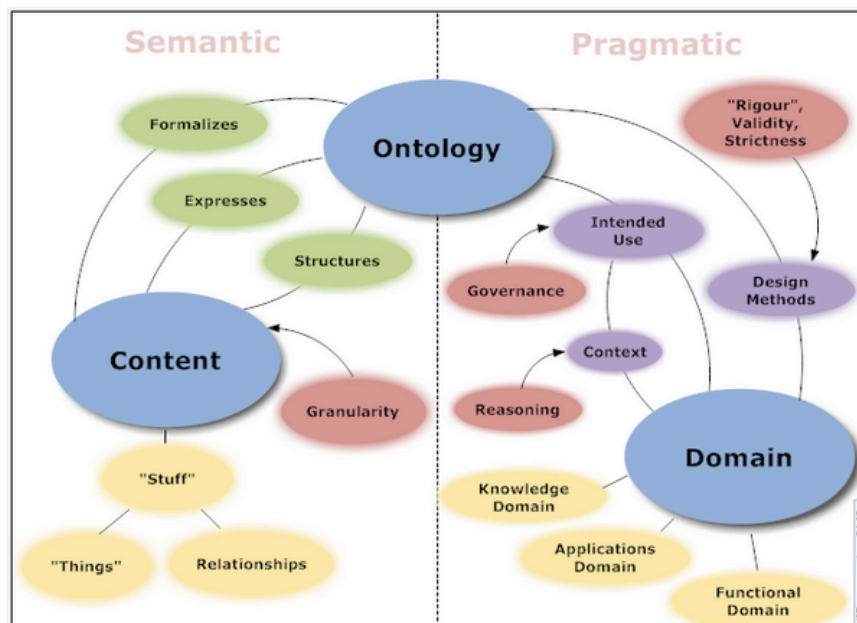 Semantic
Pragmatic
Formalizes
Ontology
"Rigour",
Validity,
Strictness
Expresses
Intended
Use
Structures
Governance
Design
Methods
Content
Context
Granularity
Reasoning
Domain
"Stuff"
Knowledge
Domain
"Things"
Relationships
Applications
Domain
Functional
Domain